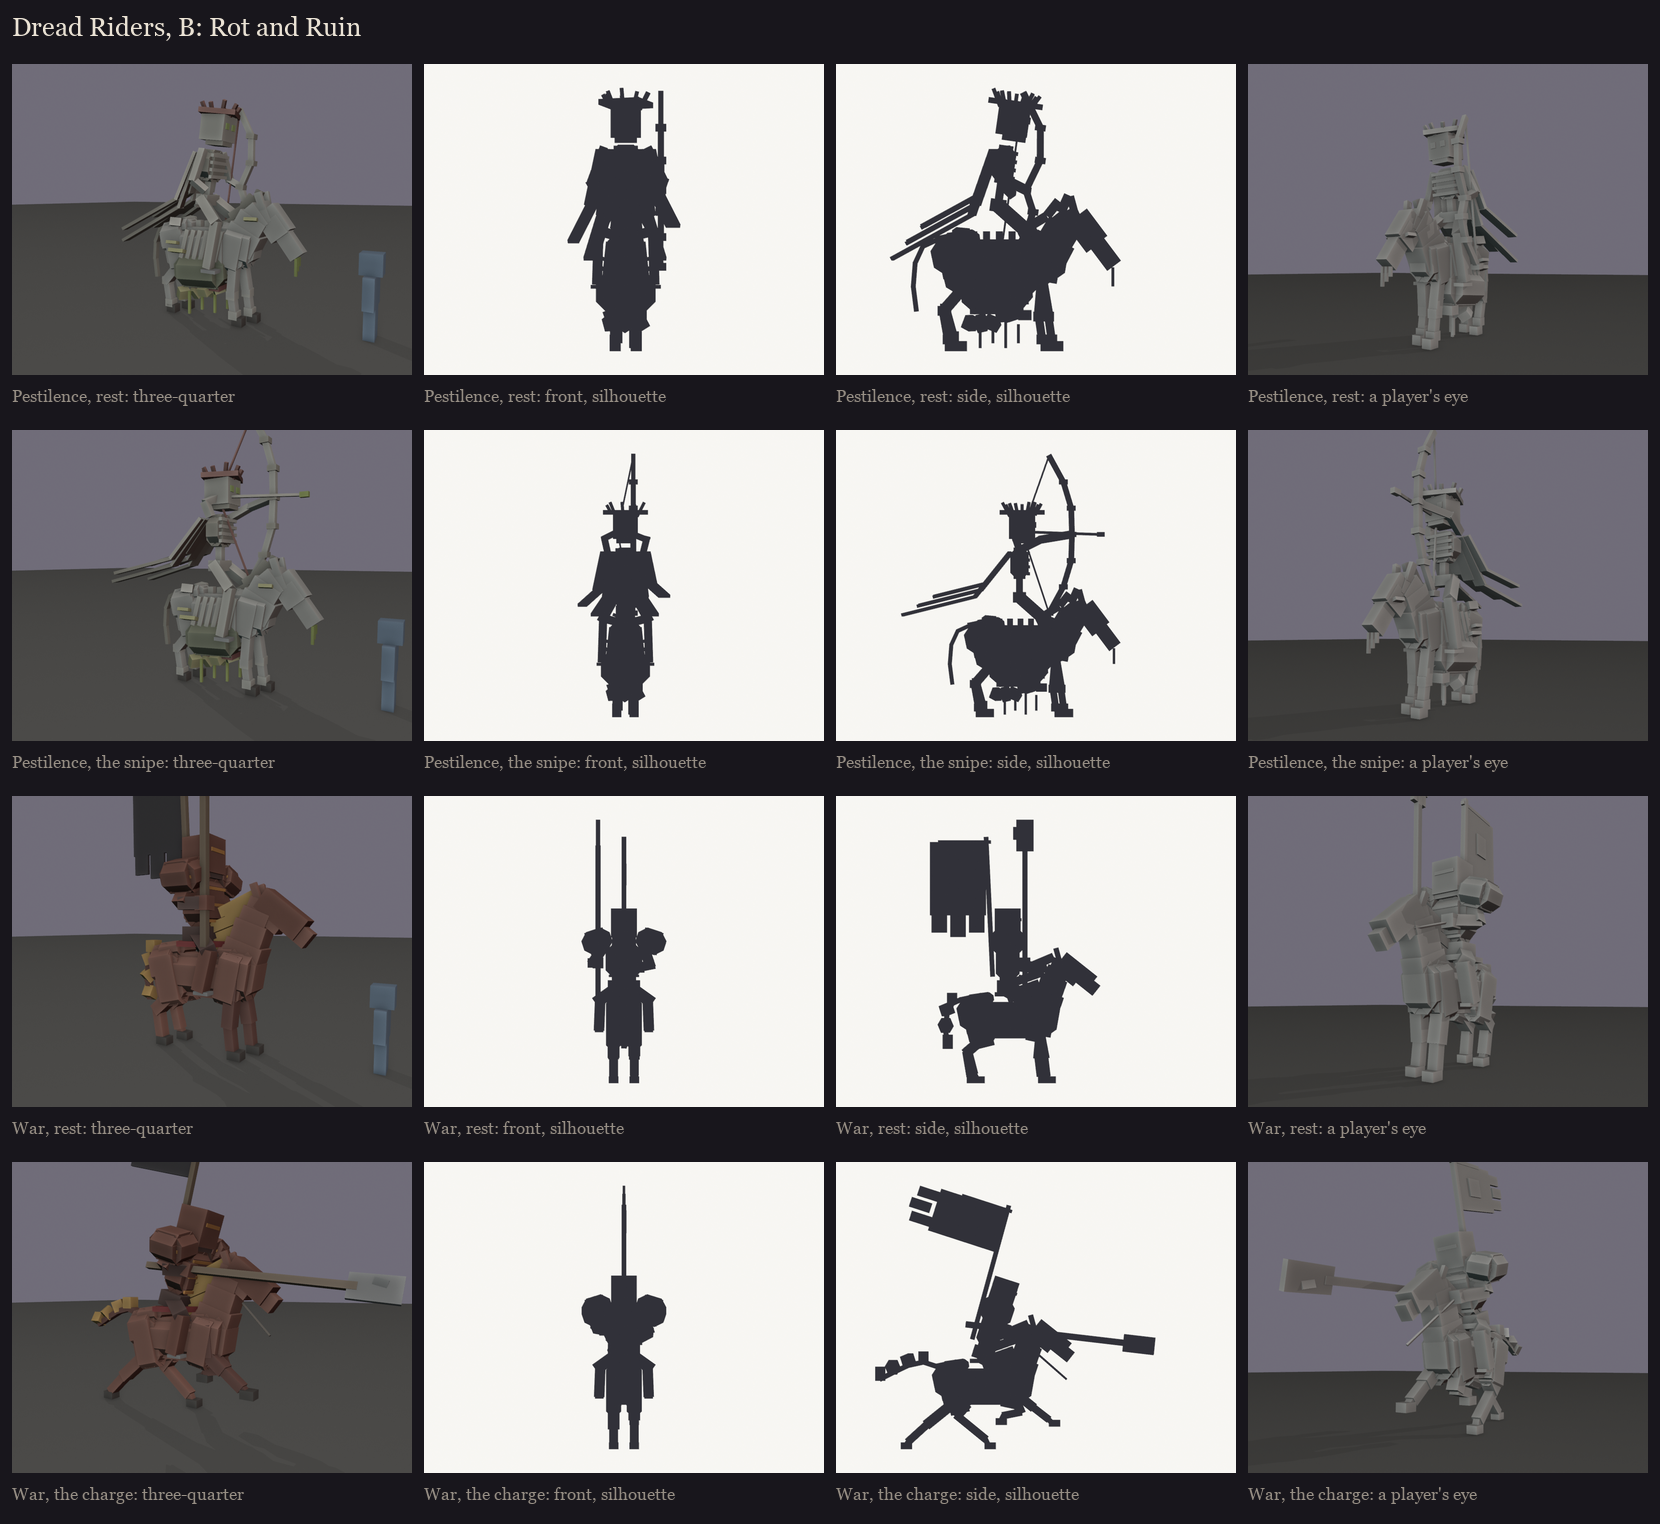 Dread Riders, B: Rot and Ruin
Pestilence, rest: three-quarter
Pestilence, rest: front, silhouette
Pestilence, rest: side, silhouette
Pestilence, rest: a player's eye
Pestilence, the snipe: three-quarter
Pestilence, the snipe: front, silhouette
Pestilence, the snipe: side, silhouette
Pestilence, the snipe: a player's eye
War, rest: three-quarter
War, rest: front, silhouette
War, rest: side, silhouette
War, rest: a player's eye
War, the charge: three-quarter
War, the charge: front, silhouette
War, the charge: side, silhouette
War, the charge: a player's eye